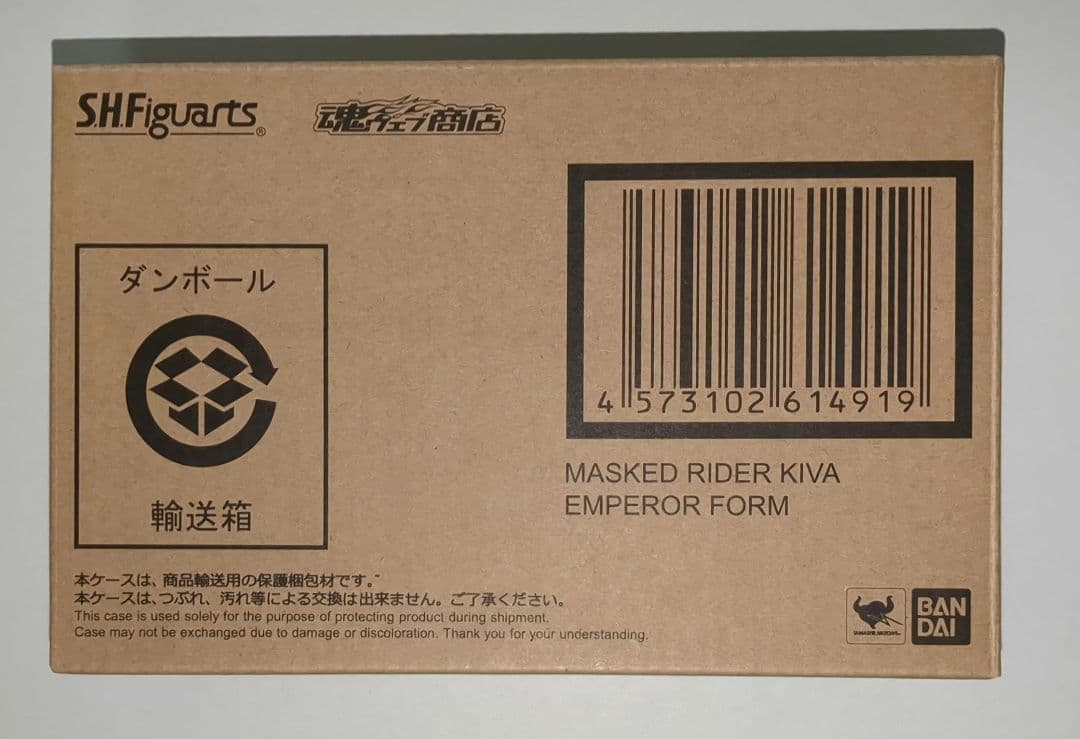 S.H.Figuarts®
魂ウェブ商店
ダンボール
輸送箱
4 573102 614919
MASKED RIDER KIVA
EMPEROR FORM
本ケースは、商品輸送用の保護梱包材です。
本ケースは、つぶれ、汚れ等による交換は出来ません。ご了承ください。
This case is used solely for the purpose of protecting product during shipment.
Case may not be exchanged due to damage or discoloration. Thank you for your understanding.
TAMASHII NATIONS
BAN
DAI